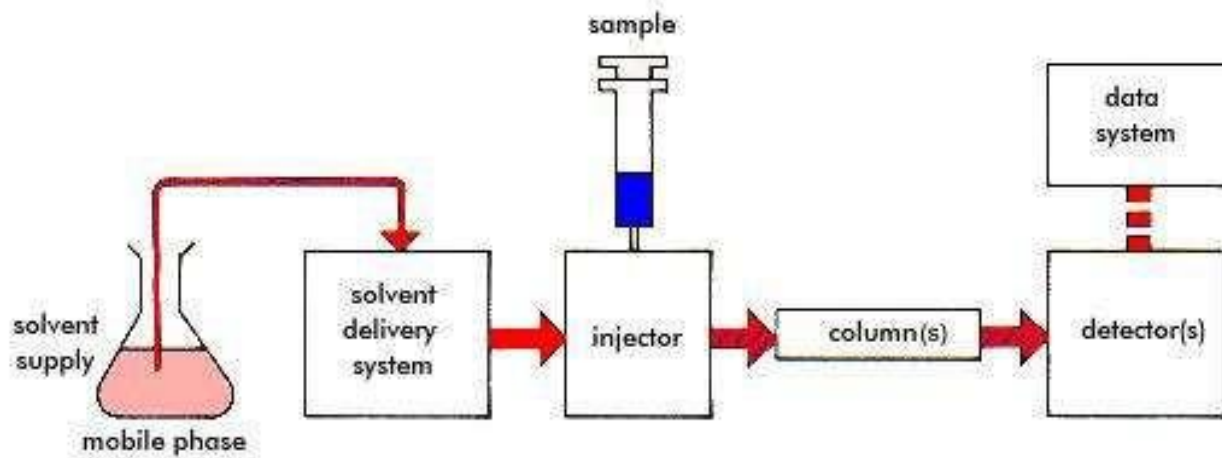 sample
data
system
solvent
supply
mobile phase
solvent
delivery
system
injector
column(s)
detector(s)